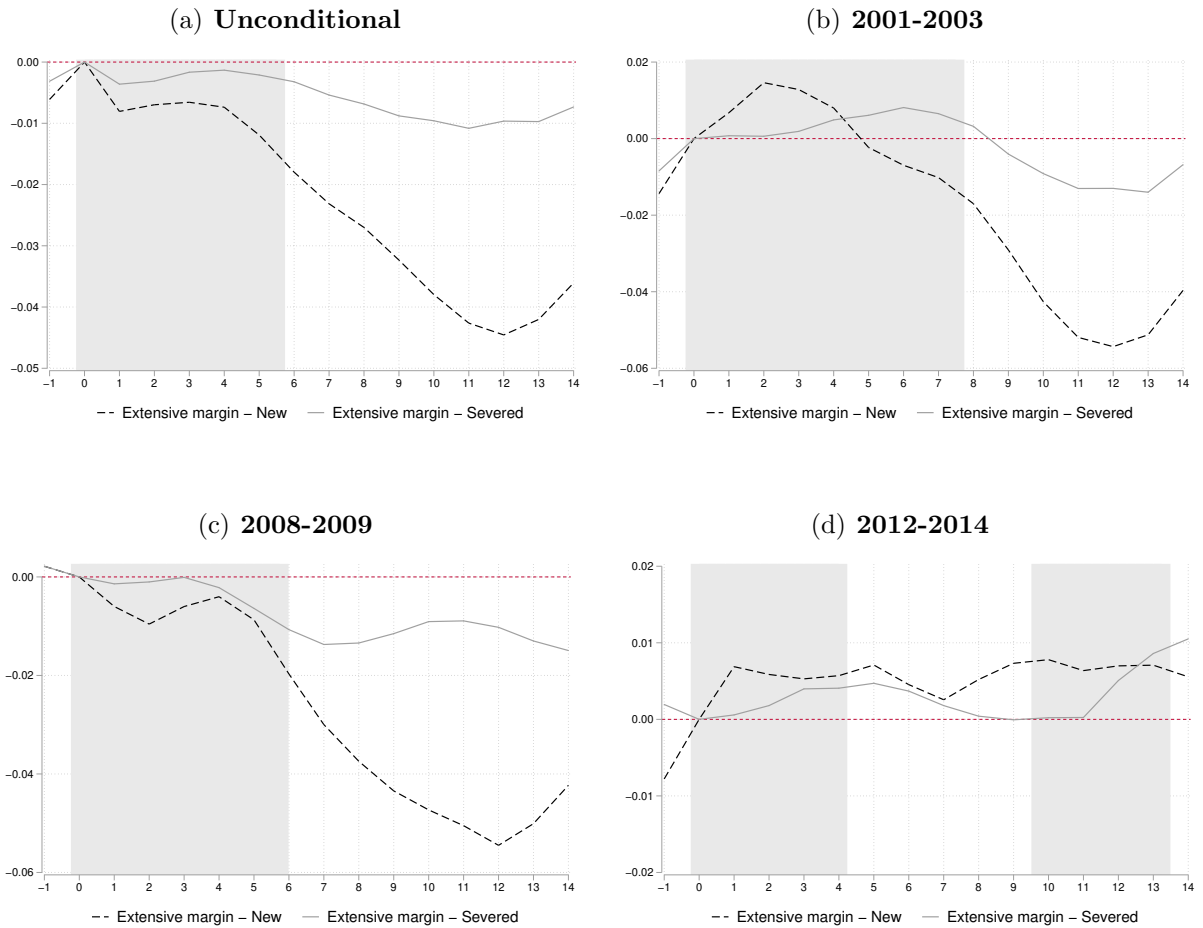 (a) Unconditional
0.00
−0.01
−0.02
−0.03
−0.04
−0.05
−1 0 1 2 3 4 5 6 7 8 9 10 11 12 13 14
Extensive margin − New Extensive margin − Severed
(b) 2001-2003
0.02
0.00
−0.02
−0.04
−0.06
−1 0 1 2 3 4 5 6 7 8 9 10 11 12 13 14
Extensive margin − New Extensive margin − Severed
(c) 2008-2009
0.00
−0.02
−0.04
−0.06
−1 0 1 2 3 4 5 6 7 8 9 10 11 12 13 14
Extensive margin − New Extensive margin − Severed
(d) 2012-2014
0.02
0.01
0.00
−0.01
−0.02
−1 0 1 2 3 4 5 6 7 8 9 10 11 12 13 14
Extensive margin − New Extensive margin − Severed